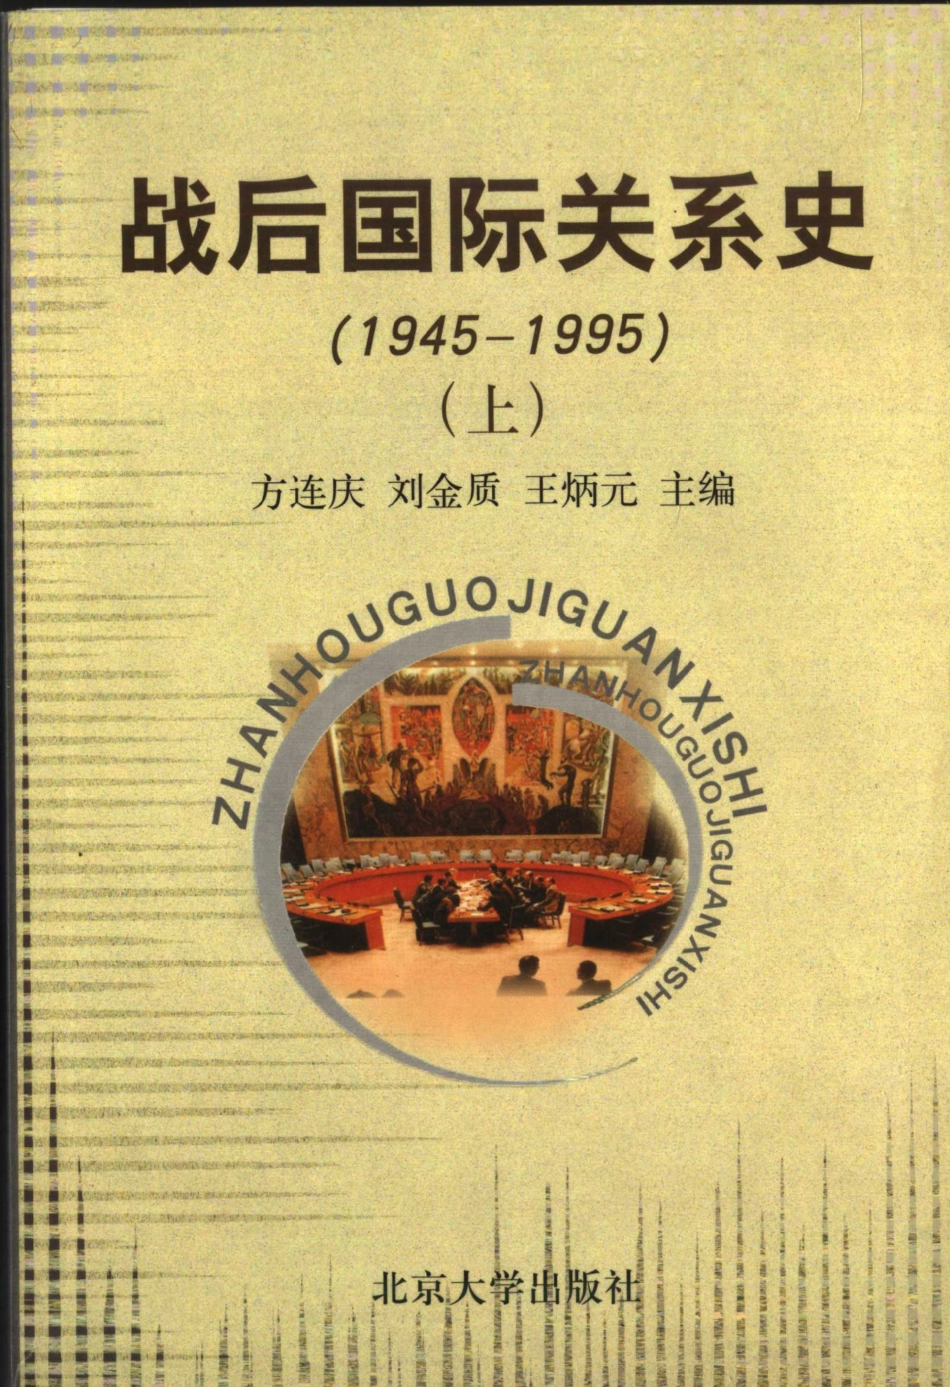 战后国际关系史
(1945-1995)
(上)
方连庆 刘金质 王炳元 主编
ZHANHOUGUOJIGUANXISHI
ZHANHOUGUOJIGUANXISHI
北京大学出版社